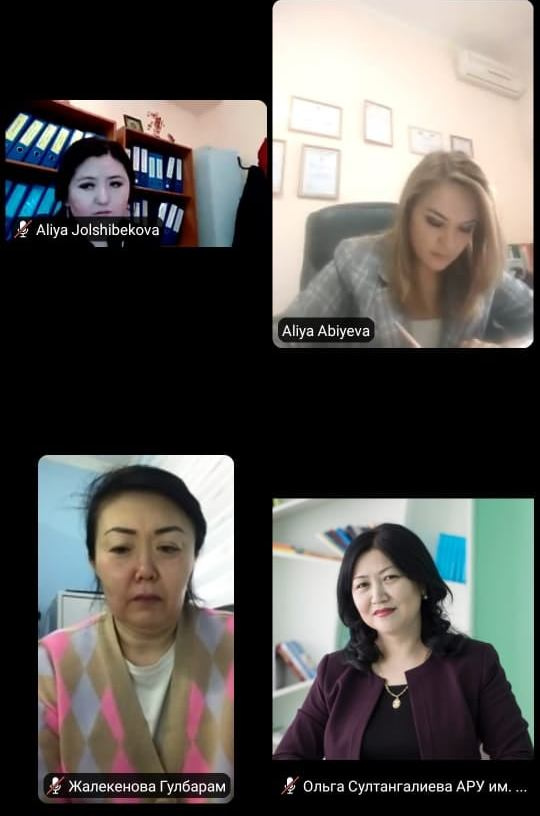 Aliya Jolshibekova
Aliya Abiyeva
Жалекенова Гулбарам
Ольга Султангалиева АРУ им. ...